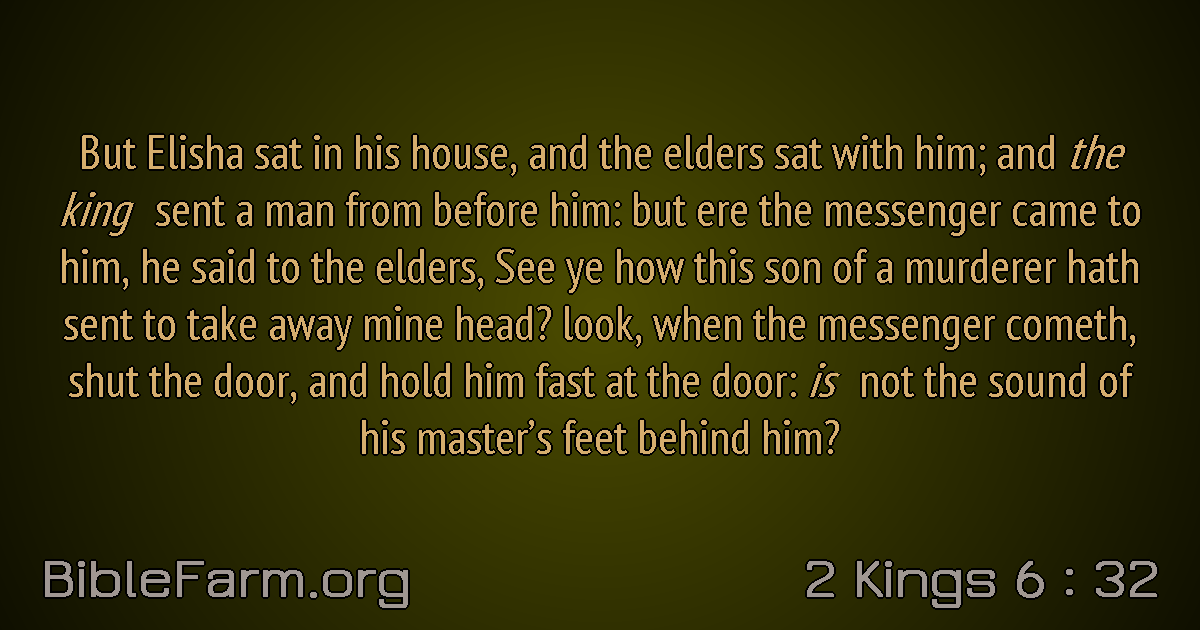 But Elisha sat in his house, and the elders sat with him; and the
king sent a man from before him: but ere the messenger came to
him, he said to the elders, See ye how this son of a murderer hath
sent to take away mine head? look, when the messenger cometh,
shut the door, and hold him fast at the door: is not the sound of
his master’s feet behind him?
BibleFarm.org
2 Kings 6 : 32